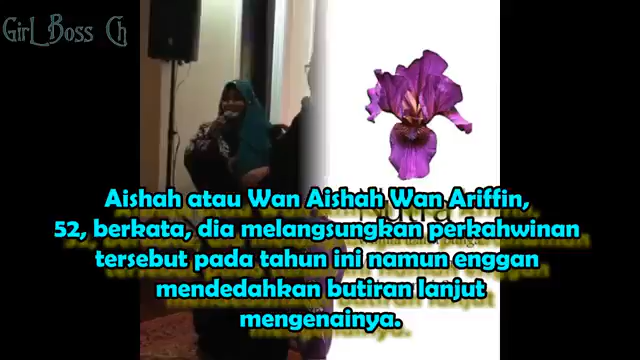 GirL Boss Ch
Aishah atau Wan Aishah Wan Ariffin,
52, berkata, dia melangsungkan perkahwinan
tersebut pada tahun ini namun enggan
mendedahkan butiran lanjut
mengenainya.